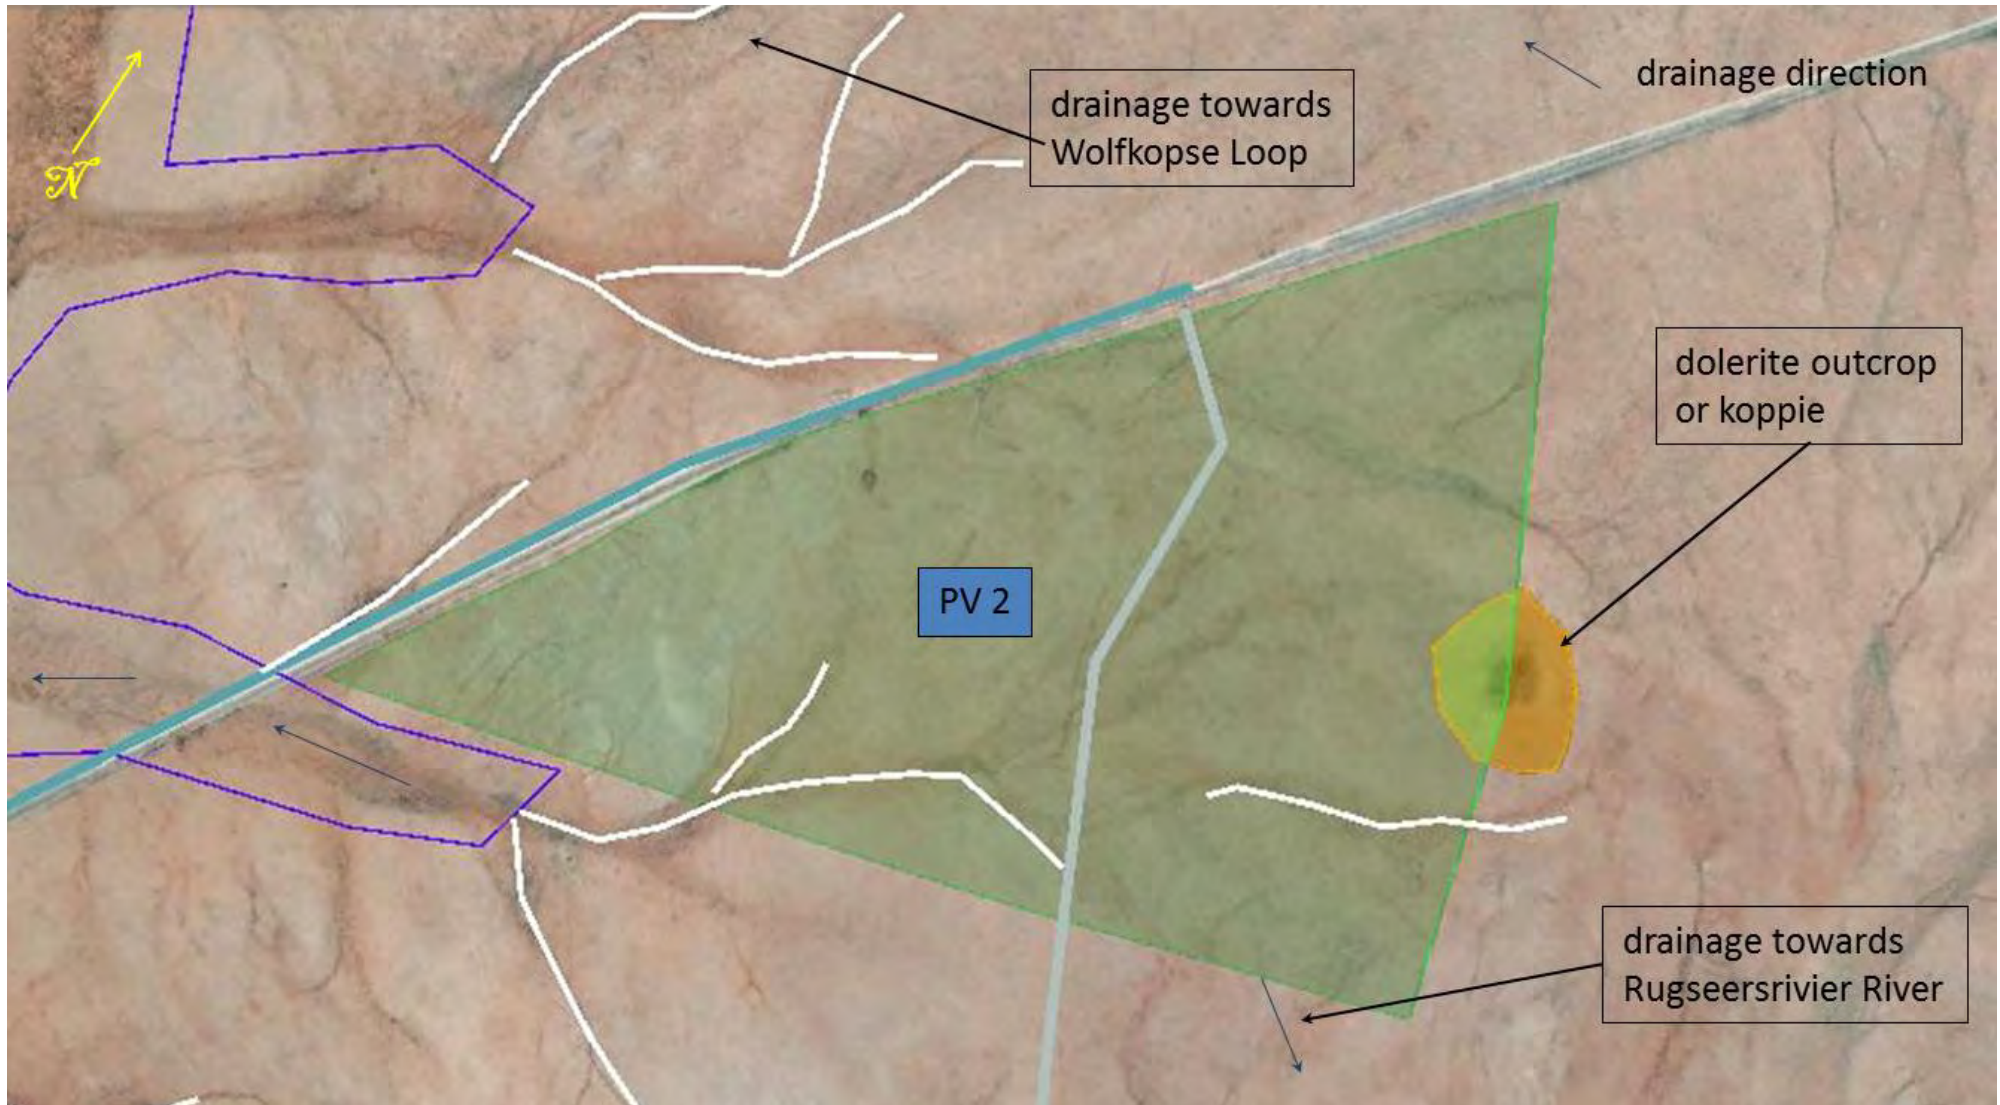 drainage direction
drainage towards
Wolfkopse Loop
N
dolerite outcrop
or koppie
PV 2
drainage towards
Rugseersrivier River